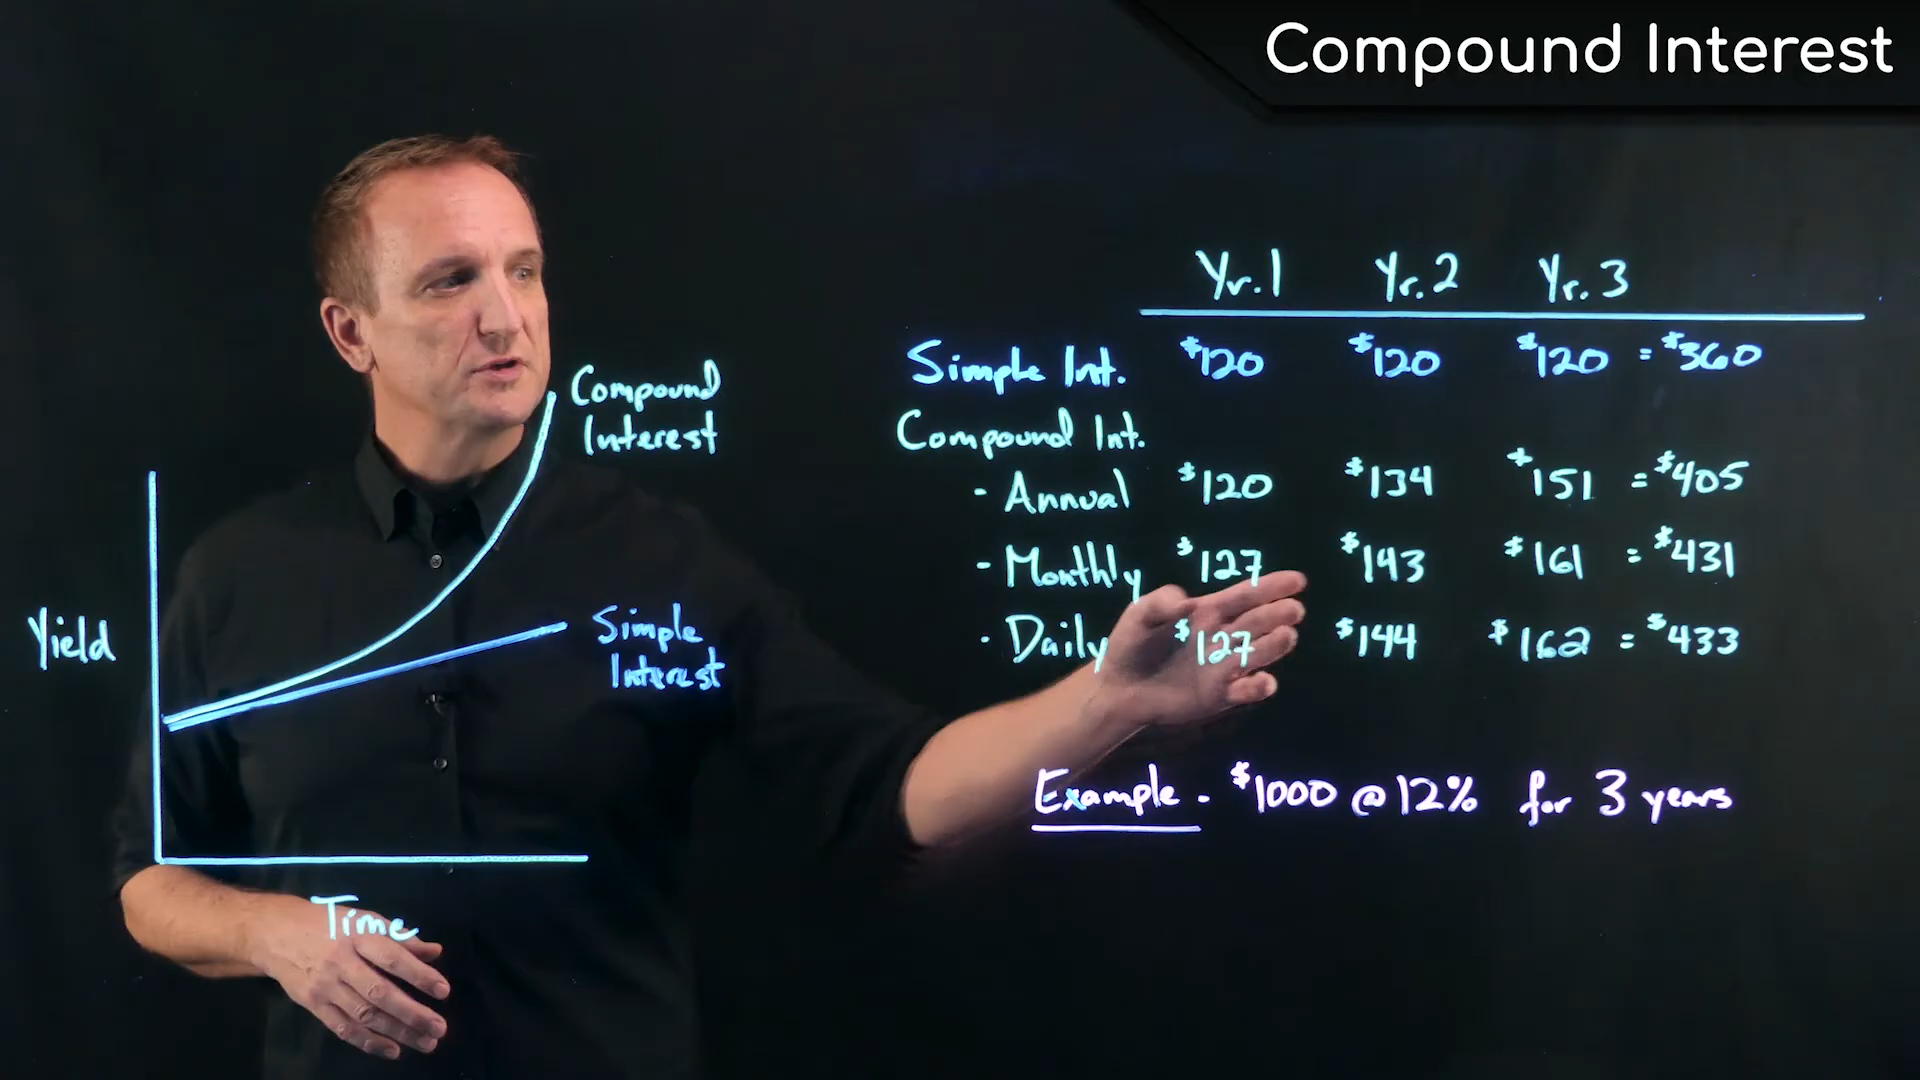 Compound Interest
Yr.1 Yr.2 Yr.3
Simple Int. $120 $120 $120 = $360
Compound Int.
- Annual $120 $134 $151 = $405
- Monthly $127 $143 $161 = $431
- Daily $127 $144 $162 = $433
Example - $1000 @ 12% for 3 years
Compound
Interest
Simple
Interest
Yield
Time